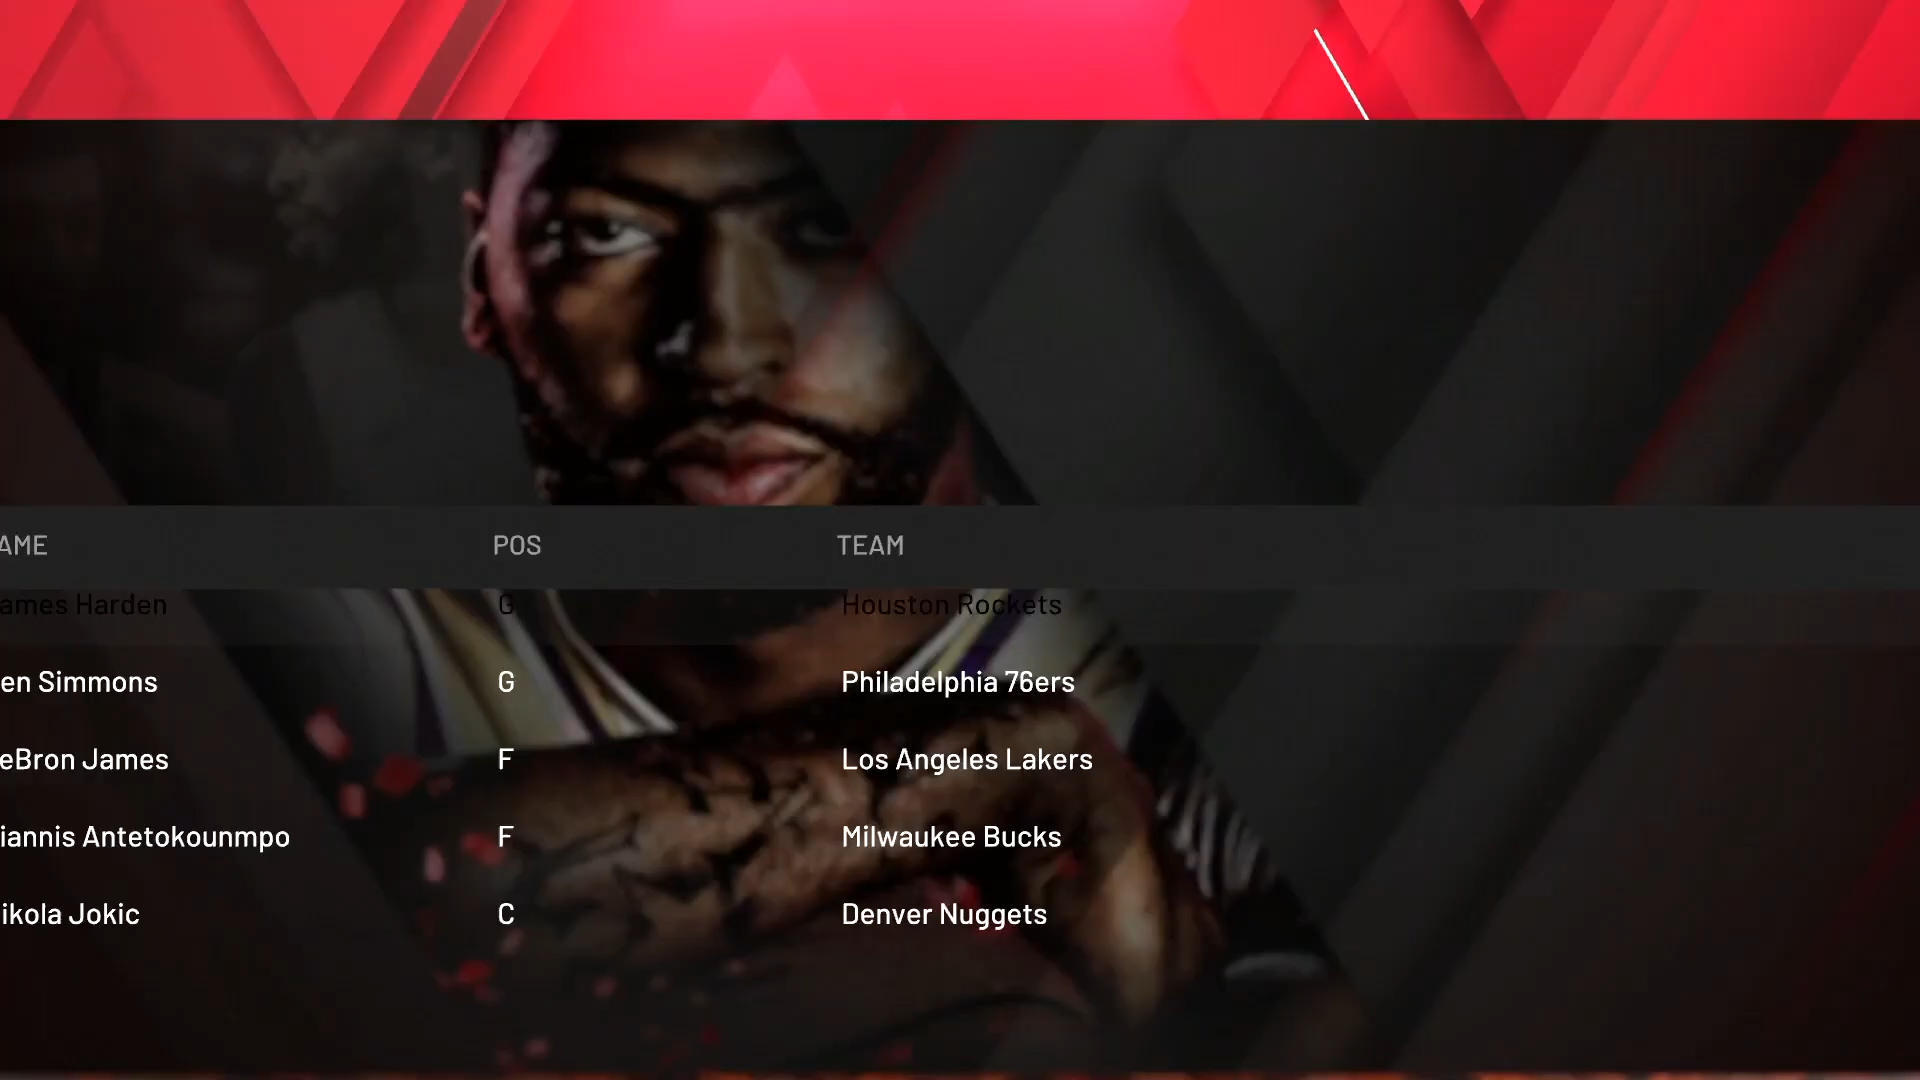 AME POS TEAM
ames Harden G Houston Rockets
en Simmons G Philadelphia 76ers
eBron James F Los Angeles Lakers
iannis Antetokounmpo F Milwaukee Bucks
ikola Jokic C Denver Nuggets